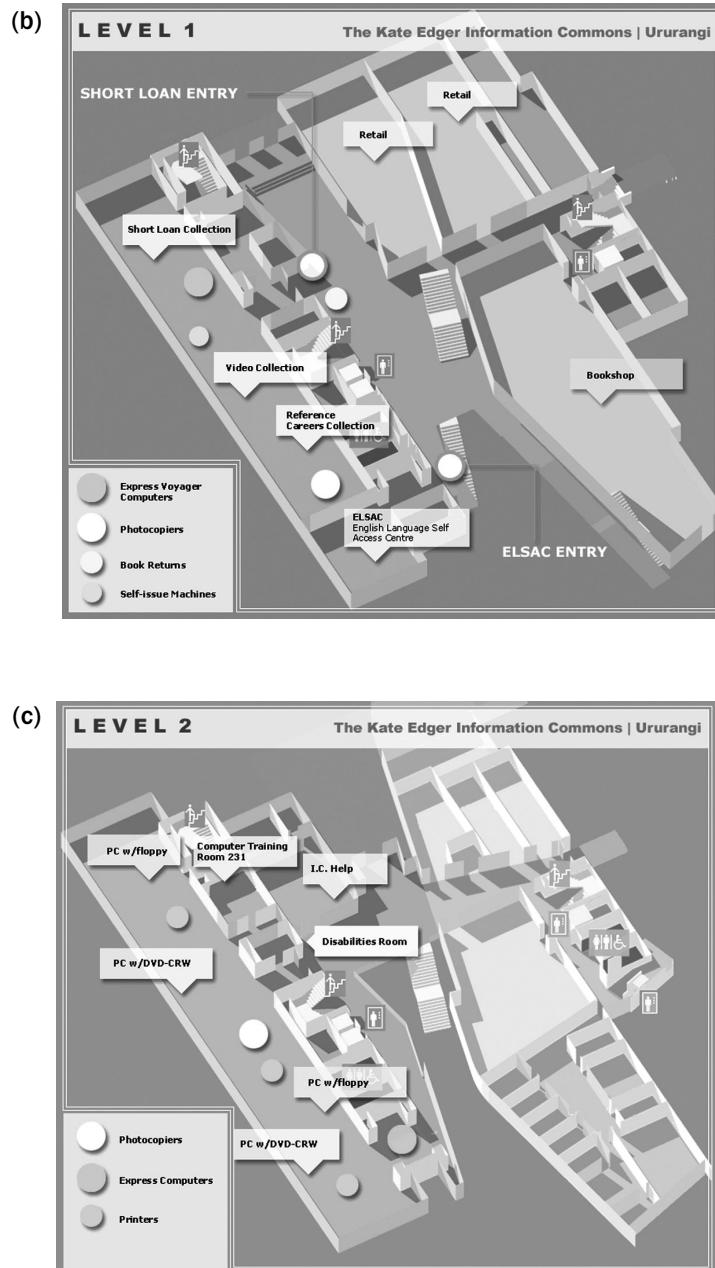 (b)
LEVEL 1
The Kate Edger Information Commons | Ururangi
SHORT LOAN ENTRY
Retail
Retail
Short Loan Collection
Video Collection
Bookshop
Reference
Careers Collection
Express Voyager
Computers
Photocopiers
Book Returns
Self-issue Machines
ELSAC
English Language Self
Access Centre
ELSAC ENTRY
(c)
LEVEL 2
The Kate Edger Information Commons | Ururangi
PC w/floppy
Computer Training
Room 231
I.C. Help
Disabilities Room
PC w/DVD-CRW
PC w/floppy
PC w/DVD-CRW
Photocopiers
Express Computers
Printers